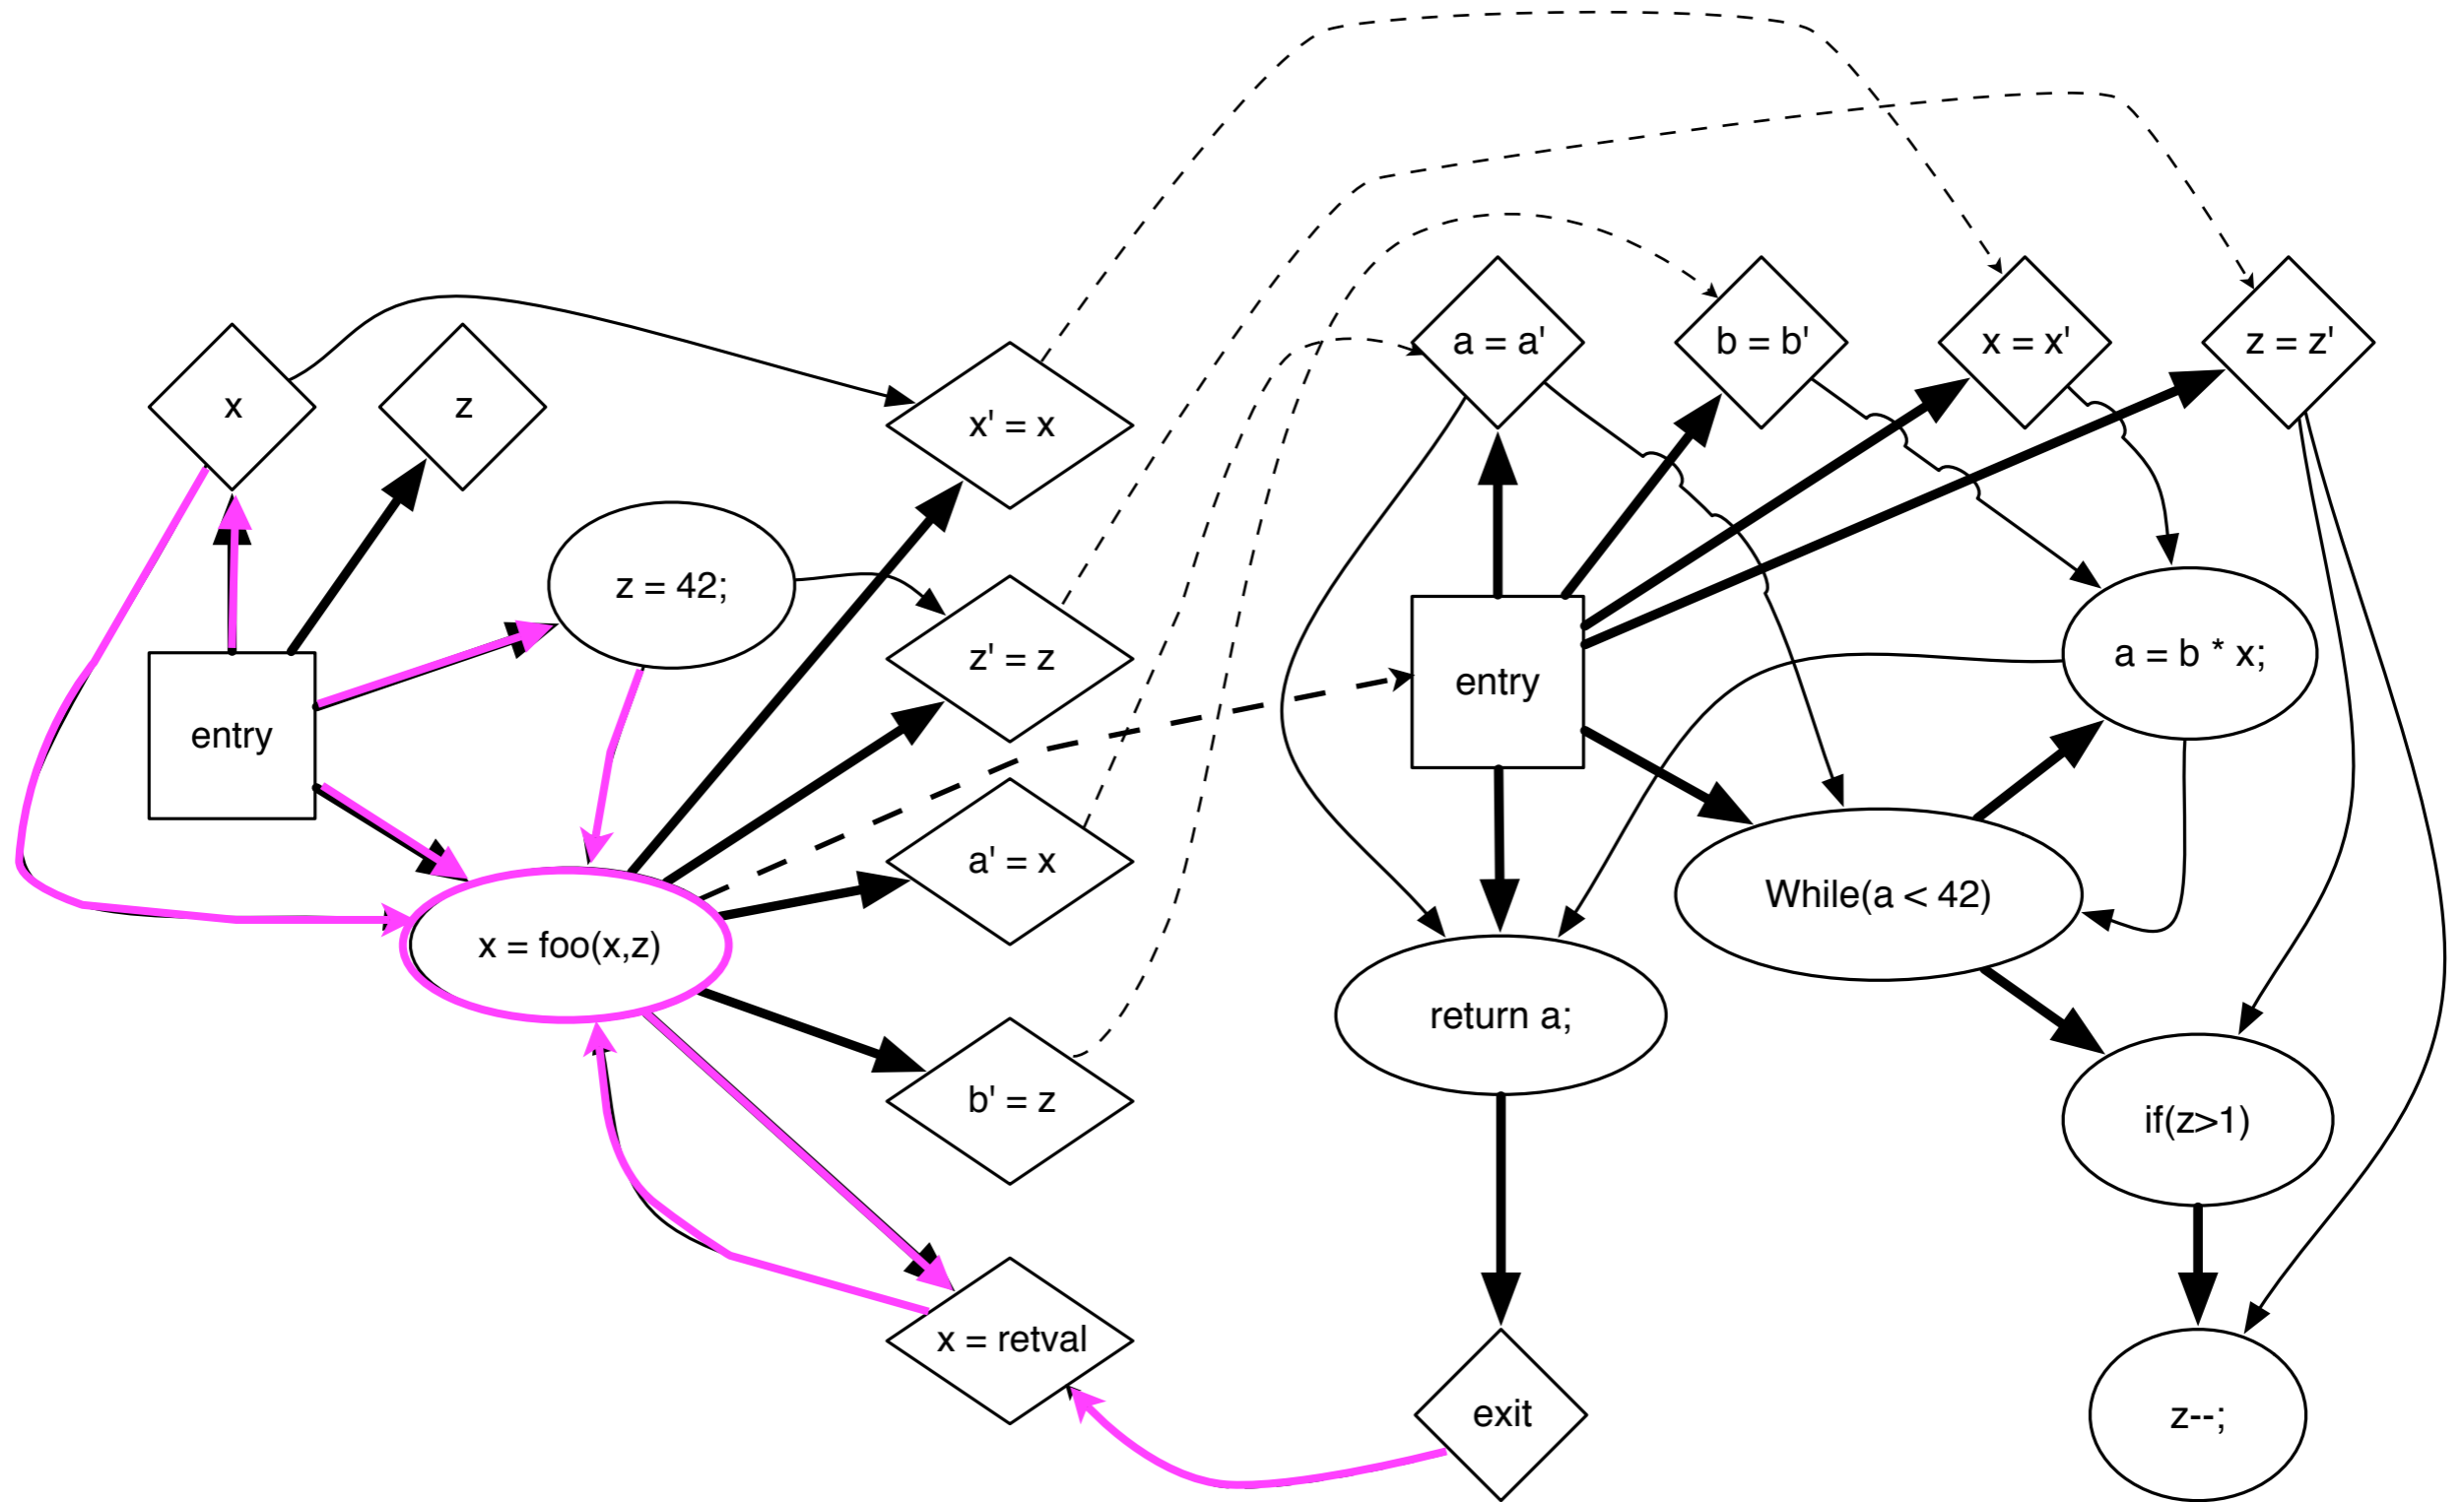 a = a'
b = b'
x = x'
z = z'
x
z
x' = x
z = 42;
z' = z
a = b * x;
entry
entry
a' = x
While(a < 42)
x = foo(x,z)
return a;
b' = z
if(z>1)
x = retval
exit
z--;